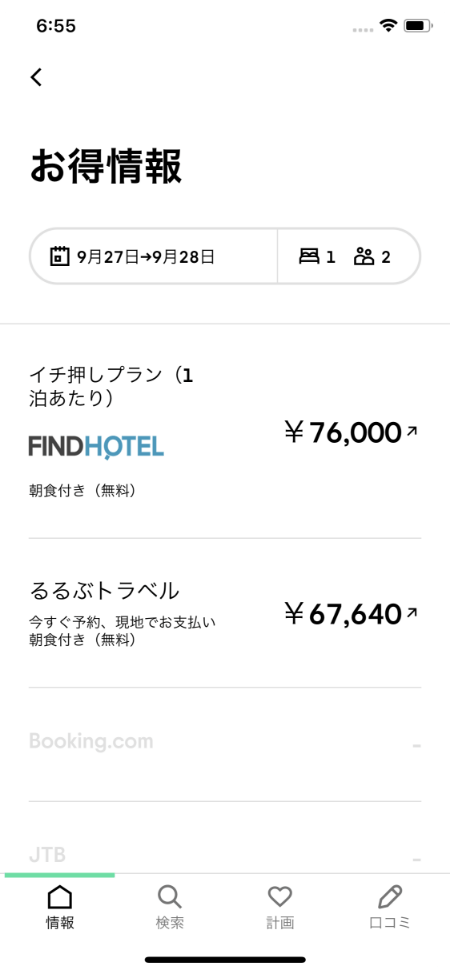 6:55
お得情報
9月27日→9月28日
1 2
イチ押しプラン（1
泊あたり）
¥76,000
FINDHOTEL
朝食付き（無料）
るるぶトラベル
¥67,640
今すぐ予約、現地でお支払い
朝食付き（無料）
Booking.com -
JTB -
情報 検索 計画 口コミ